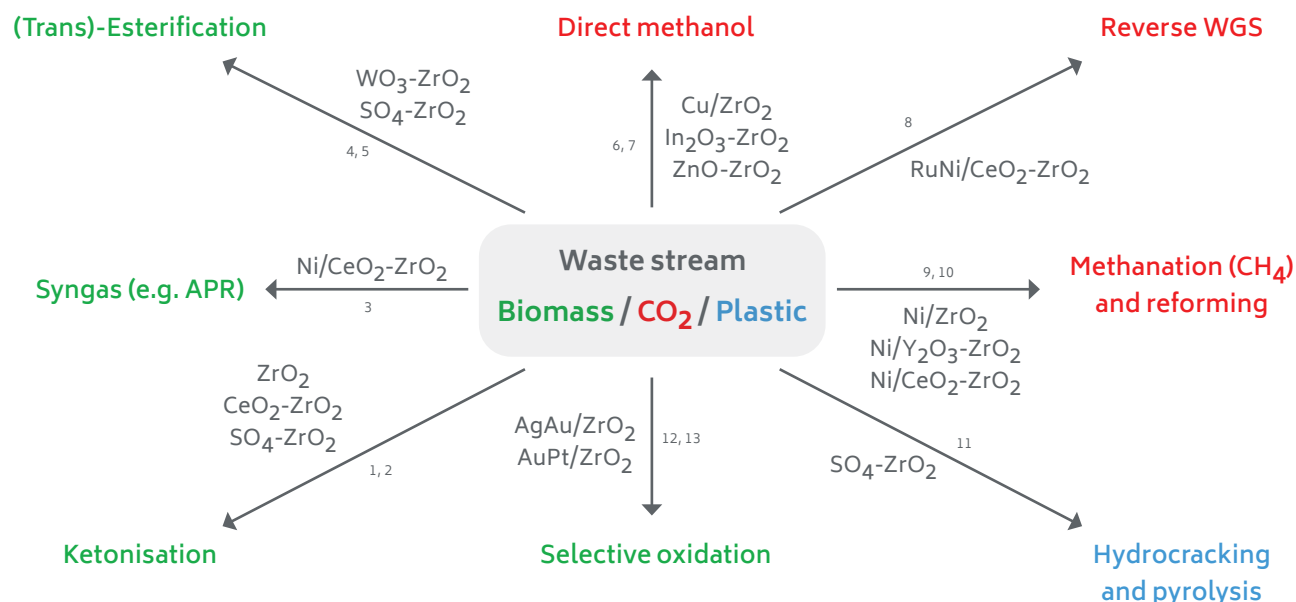 (Trans)-Esterification
Direct methanol
Reverse WGS
WO₃-ZrO₂
SO₄-ZrO₂
4, 5
Cu/ZrO₂
In₂O₃-ZrO₂
ZnO-ZrO₂
6, 7
8
RuNi/CeO₂-ZrO₂
Syngas (e.g. APR)
Ni/CeO₂-ZrO₂
3
Waste stream
Biomass / CO₂ / Plastic
9, 10
Ni/ZrO₂
Ni/Y₂O₃-ZrO₂
Ni/CeO₂-ZrO₂
Methanation (CH₄)
and reforming
ZrO₂
CeO₂-ZrO₂
SO₄-ZrO₂
1, 2
AgAu/ZrO₂
AuPt/ZrO₂
12, 13
SO₄-ZrO₂
11
Ketonisation
Selective oxidation
Hydrocracking
and pyrolysis